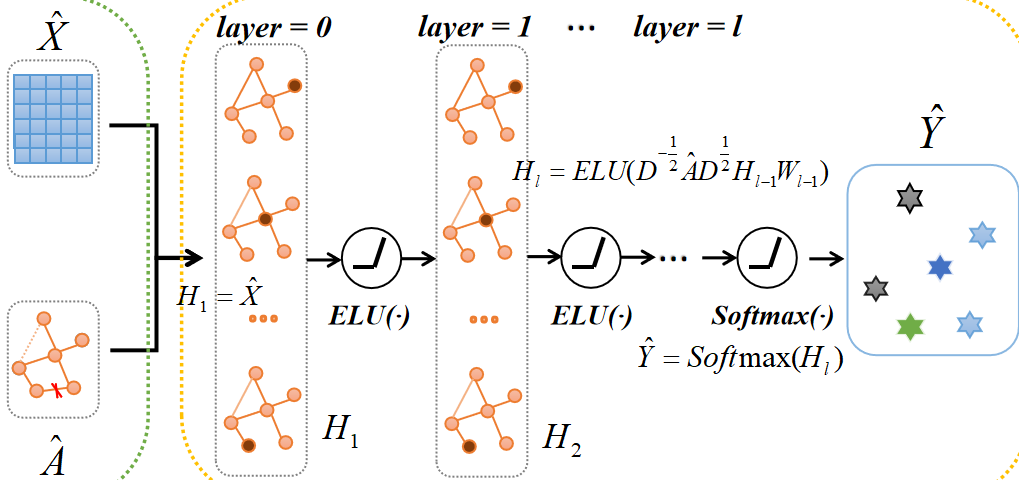 X̂
layer = 0
layer = 1 ... layer = l
Ŷ
H_l = ELU(D^{-1/2} Â D^{1/2} H_{l-1} W_{l-1})
H_1 = X̂
ELU(·)
ELU(·)
Softmax(·)
Ŷ = Softmax(H_l)
Â
H_1
H_2